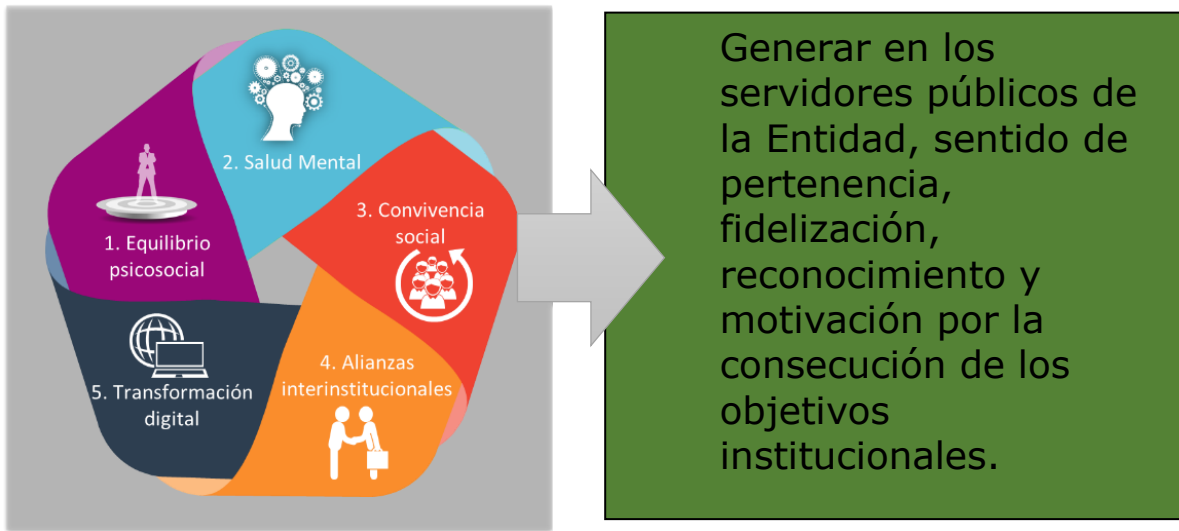 1. Equilibrio
psicosocial
2. Salud Mental
3. Convivencia
social
4. Alianzas
interinstitucionales
5. Transformación
digital
Generar en los
servidores públicos de
la Entidad, sentido de
pertenencia,
fidelización,
reconocimiento y
motivación por la
consecución de los
objetivos
institucionales.